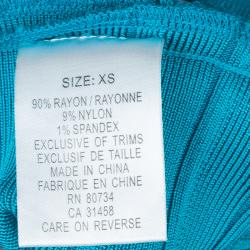 SIZE: XS
90% RAYON / RAYONNE
9% NYLON
1% SPANDEX
EXCLUSIVE OF TRIMS
EXCLUSIF DE TAILLE
MADE IN CHINA
FABRIQUE EN CHINE
RN 80734
CA 31458
CARE ON REVERSE